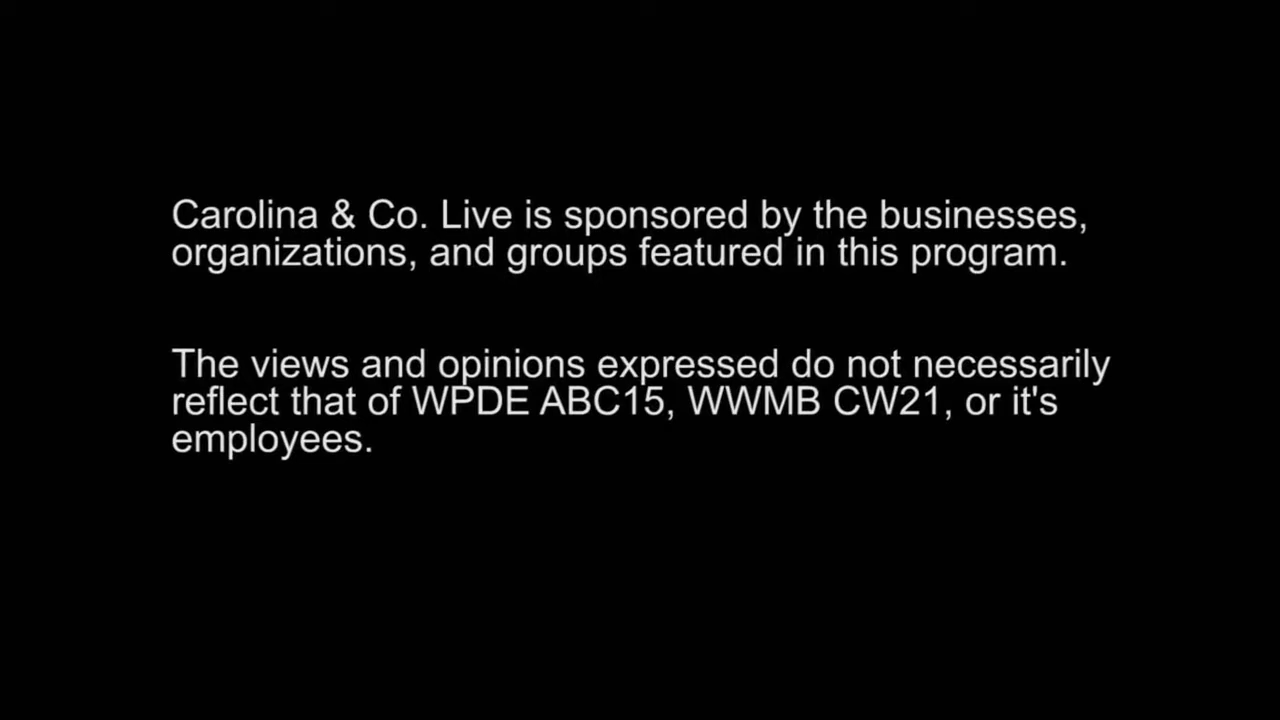 Carolina & Co. Live is sponsored by the businesses,
organizations, and groups featured in this program.
The views and opinions expressed do not necessarily
reflect that of WPDE ABC15, WWMB CW21, or it's
employees.